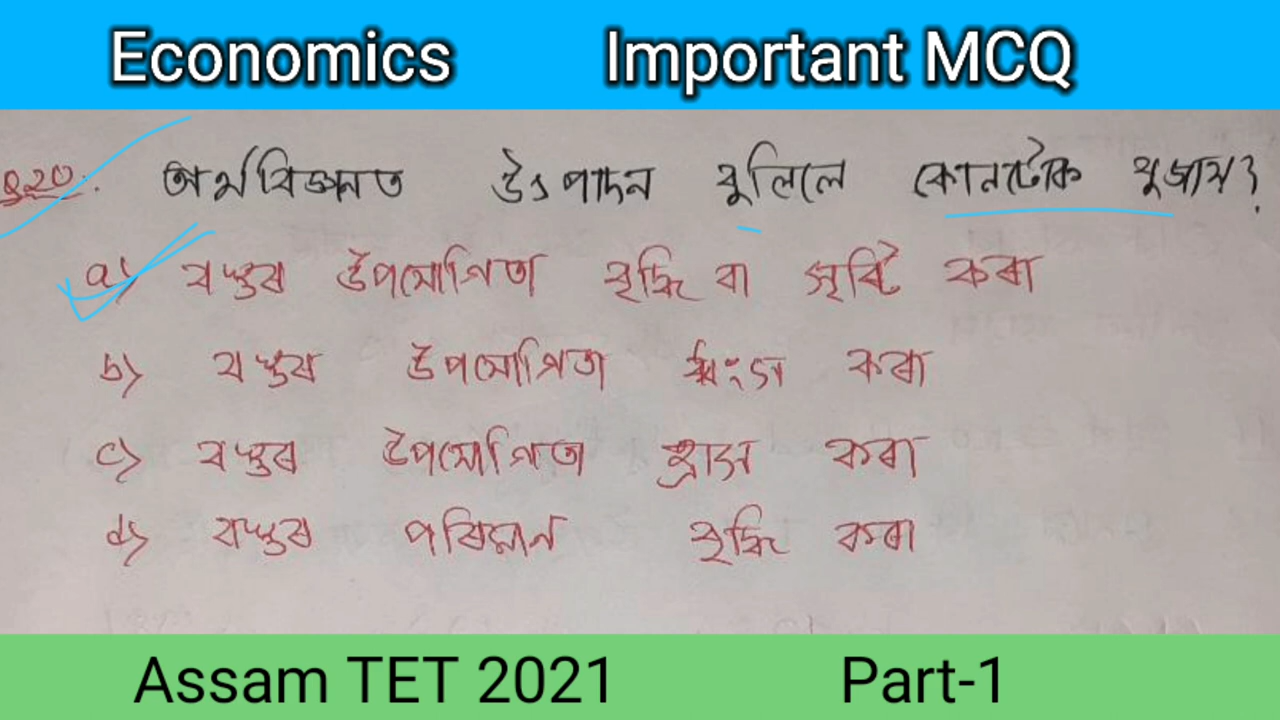 Economics Important MCQ
Q20. অৰ্থবিজ্ঞানত উৎপাদন বুলিলে কোনটোক বুজায়?
a) বস্তুৰ উপযোগিতা বৃদ্ধি বা সৃষ্টি কৰা
b) বস্তুৰ উপযোগিতা ধ্বংস কৰা
c) বস্তুৰ উপযোগিতা হ্ৰাস কৰা
d) বস্তুৰ পৰিমান বৃদ্ধি কৰা
Assam TET 2021 Part-1